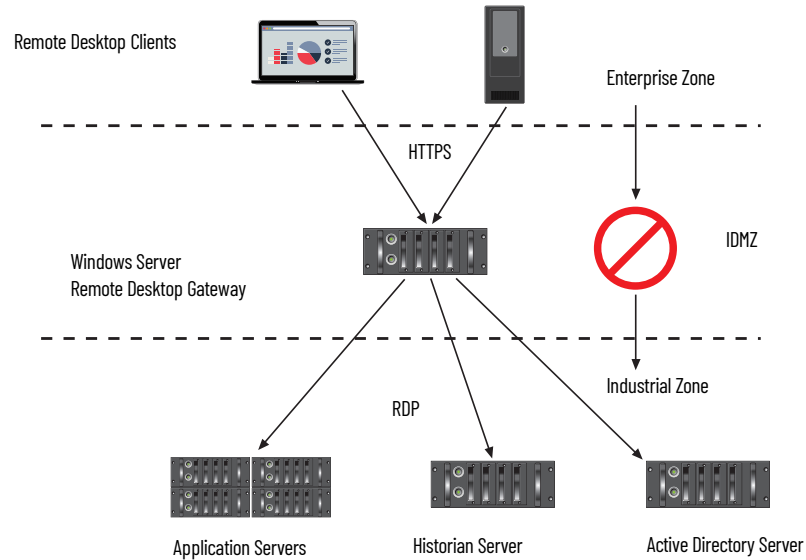 Remote Desktop Clients
Enterprise Zone
HTTPS
IDMZ
Windows Server
Remote Desktop Gateway
Industrial Zone
RDP
Application Servers
Historian Server
Active Directory Server